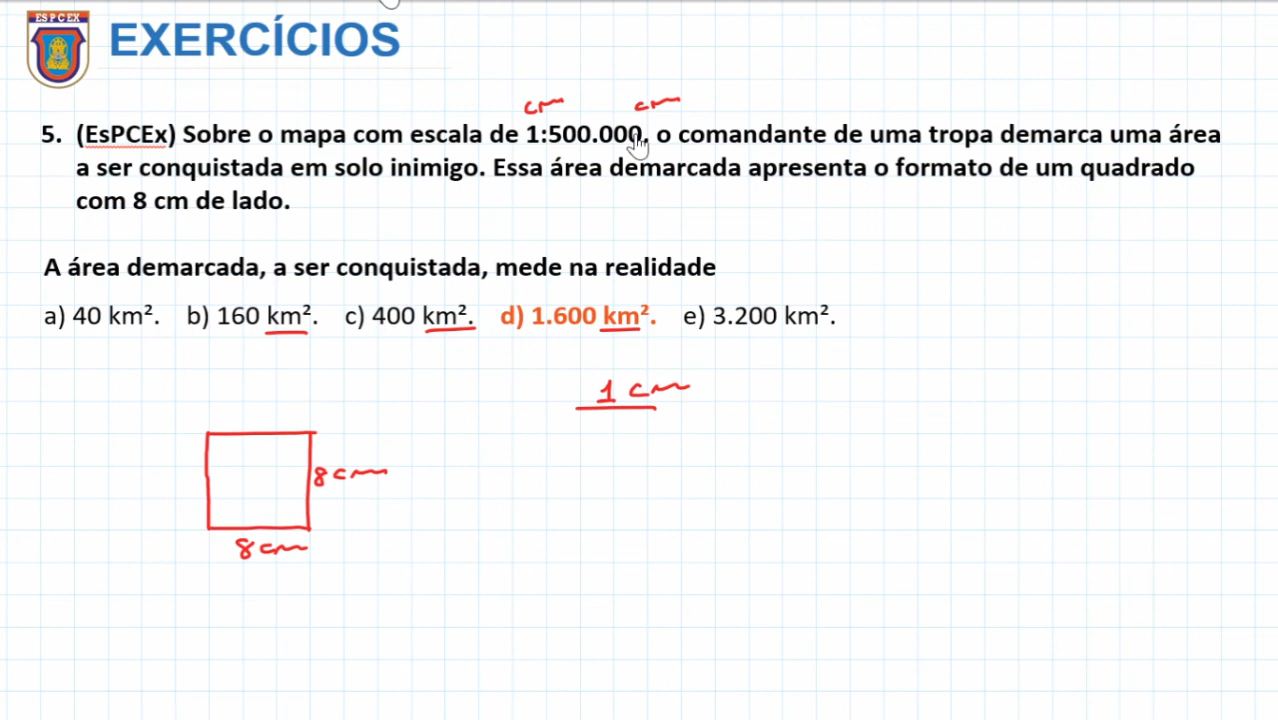 ESPCEX
EXERCÍCIOS
cm cm
5. (EsPCEx) Sobre o mapa com escala de 1:500.000, o comandante de uma tropa demarca uma área
a ser conquistada em solo inimigo. Essa área demarcada apresenta o formato de um quadrado
com 8 cm de lado.
A área demarcada, a ser conquistada, mede na realidade
a) 40 km². b) 160 km². c) 400 km². d) 1.600 km². e) 3.200 km².
1 cm
8 cm
8 cm